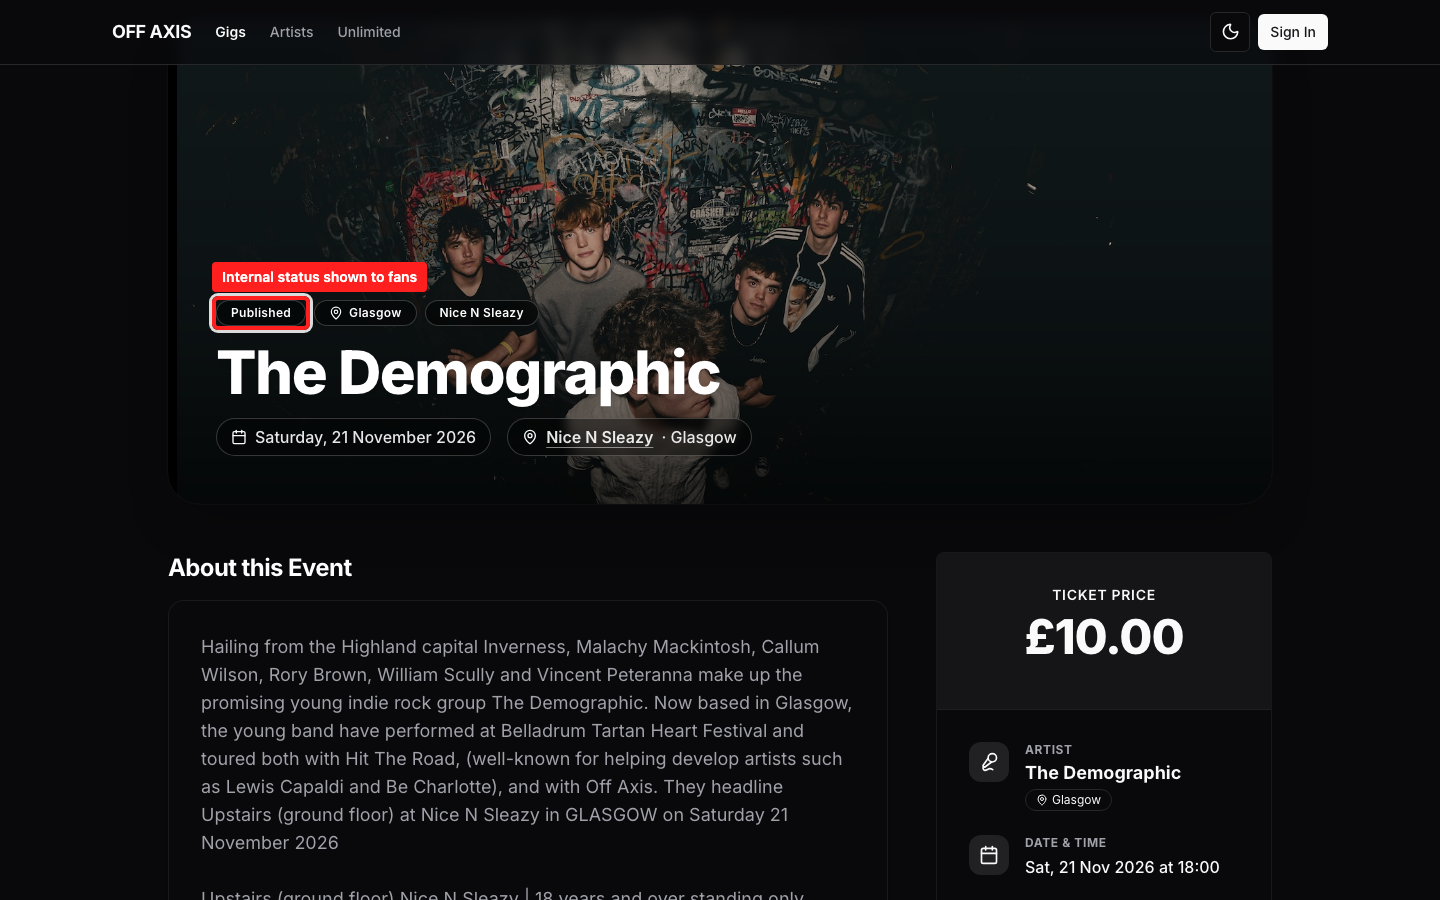 OFF AXIS Gigs Artists Unlimited Sign In
GONER
HELLO
CRASHER
Internal status shown to fans
Published Glasgow Nice N Sleazy
The Demographic
Saturday, 21 November 2026 Nice N Sleazy · Glasgow
About this Event
Hailing from the Highland capital Inverness, Malachy Mackintosh, Callum
Wilson, Rory Brown, William Scully and Vincent Peteranna make up the
promising young indie rock group The Demographic. Now based in Glasgow,
the young band have performed at Belladrum Tartan Heart Festival and
toured both with Hit The Road, (well-known for helping develop artists such
as Lewis Capaldi and Be Charlotte), and with Off Axis. They headline
Upstairs (ground floor) at Nice N Sleazy in GLASGOW on Saturday 21
November 2026
Upstairs (ground floor) Nice N Sleazy | 18 years and over standing only
TICKET PRICE
£10.00
ARTIST
The Demographic
Glasgow
DATE & TIME
Sat, 21 Nov 2026 at 18:00